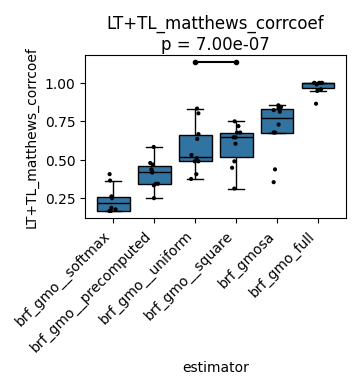 LT+TL_matthews_corrcoef
p = 7.00e-07
LT+TL_matthews_corrcoef
1.00
0.75
0.50
0.25
brf_gmo__softmax
brf_gmo__precomputed
brf_gmo__uniform
brf_gmo__square
brf_gmosa
brf_gmo_full
estimator